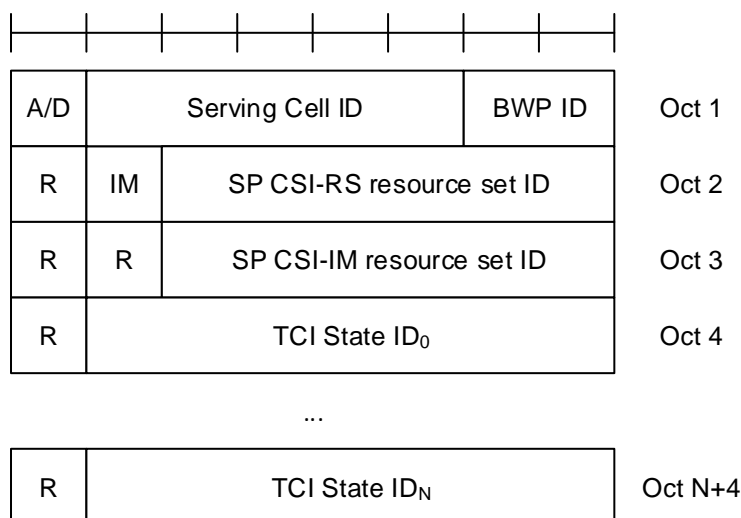 A/D Serving Cell ID BWP ID Oct 1
R IM SP CSI-RS resource set ID Oct 2
R R SP CSI-IM resource set ID Oct 3
R TCI State ID₀ Oct 4
...
R TCI State ID_N Oct N+4